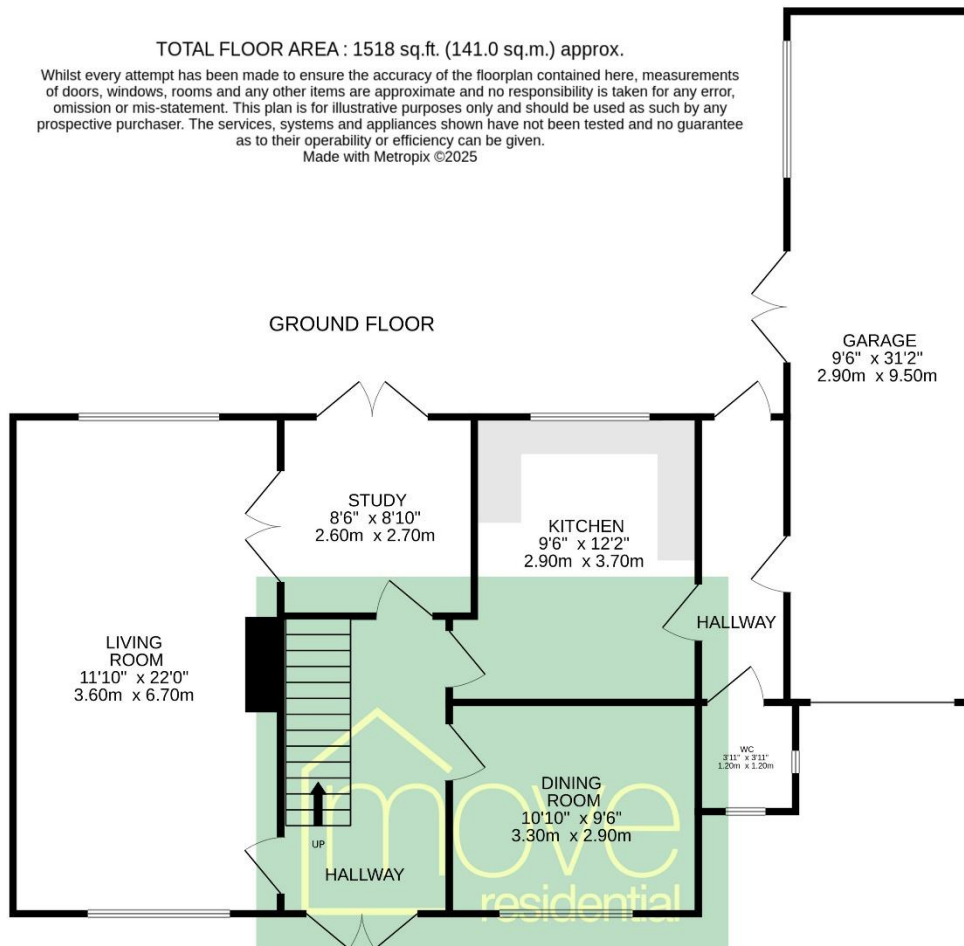 TOTAL FLOOR AREA : 1518 sq.ft. (141.0 sq.m.) approx.
Whilst every attempt has been made to ensure the accuracy of the floorplan contained here, measurements
of doors, windows, rooms and any other items are approximate and no responsibility is taken for any error,
omission or mis-statement. This plan is for illustrative purposes only and should be used as such by any
prospective purchaser. The services, systems and appliances shown have not been tested and no guarantee
as to their operability or efficiency can be given.
Made with Metropix ©2025
GROUND FLOOR
GARAGE
9'6" x 31'2"
2.90m x 9.50m
STUDY
8'6" x 8'10"
2.60m x 2.70m
KITCHEN
9'6" x 12'2"
2.90m x 3.70m
HALLWAY
LIVING
ROOM
11'10" x 22'0"
3.60m x 6.70m
WC
3'11" x 3'11"
1.20m x 1.20m
DINING
ROOM
10'10" x 9'6"
3.30m x 2.90m
UP
HALLWAY
move
residential